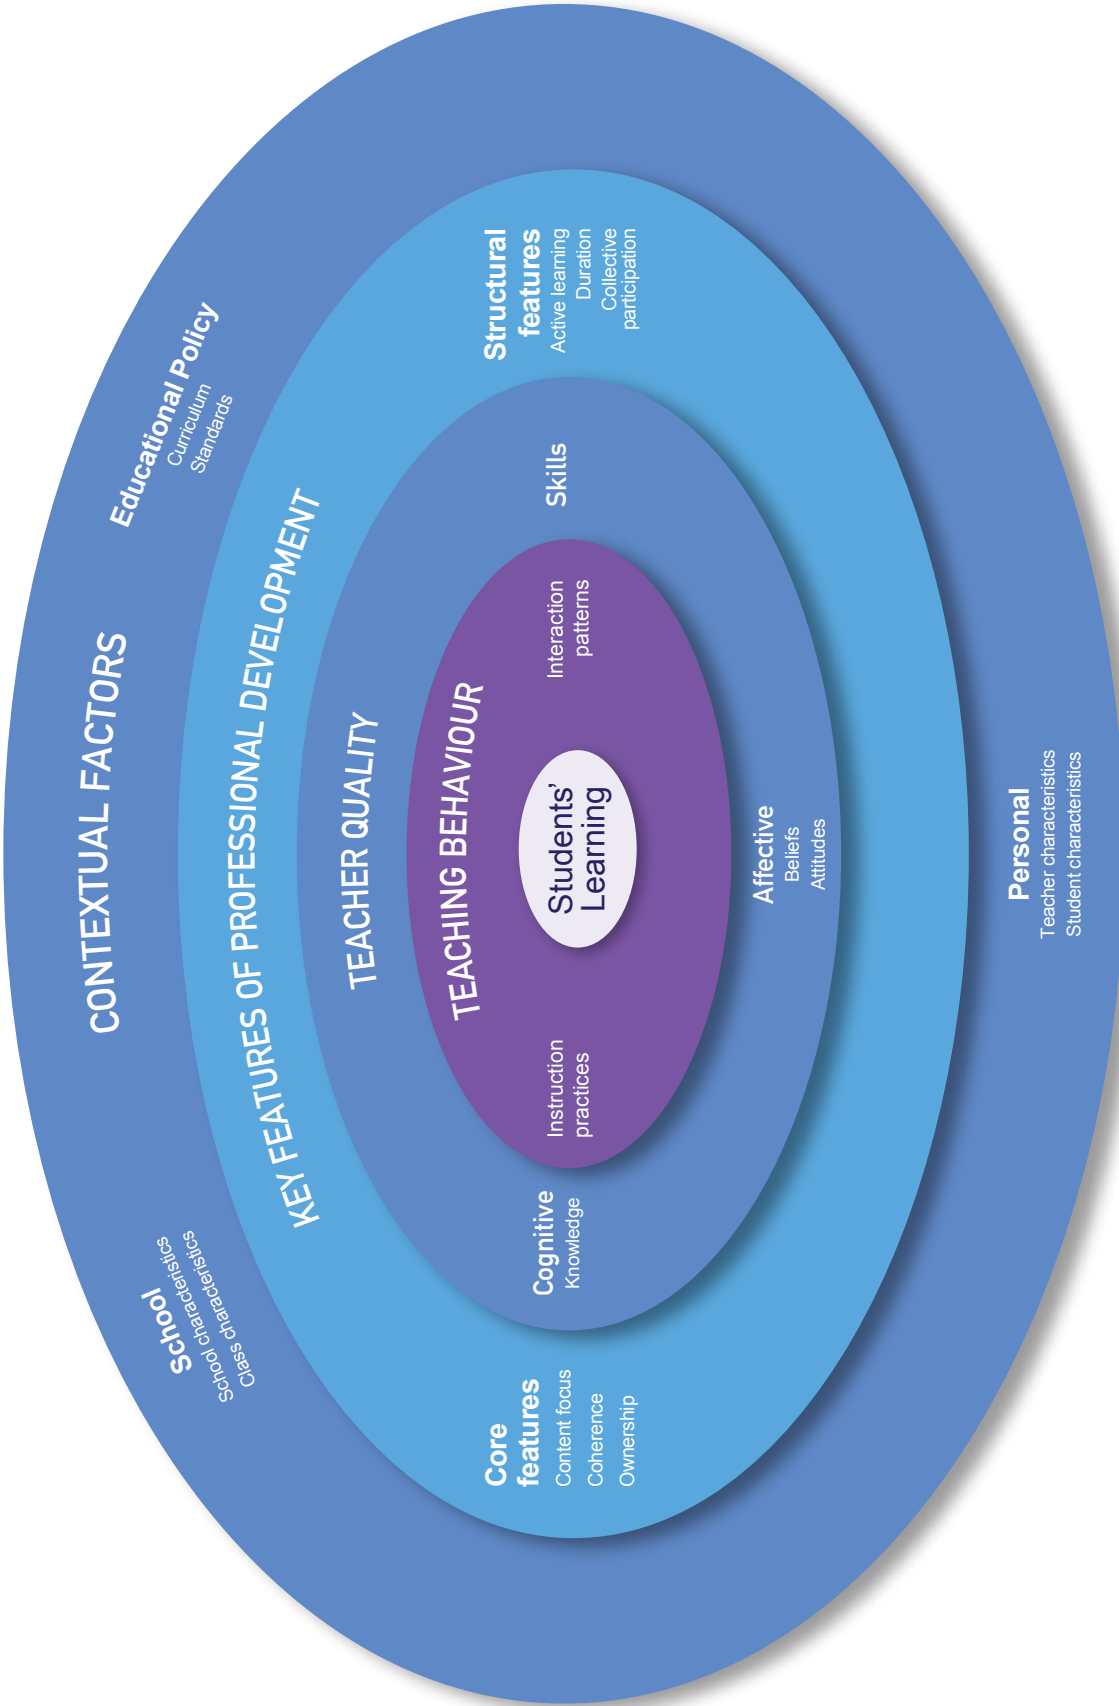 CONTEXTUAL FACTORS
School
School characteristics
Class characteristics
Educational Policy
Curriculum
Standards
KEY FEATURES OF PROFESSIONAL DEVELOPMENT
TEACHER QUALITY
TEACHING BEHAVIOUR
Core
features
Content focus
Coherence
Ownership
Cognitive
Knowledge
Instruction
practices
Students’
Learning
Interaction
patterns
Skills
Structural
features
Active learning
Duration
Collective
participation
Affective
Beliefs
Attitudes
Personal
Teacher characteristics
Student characteristics